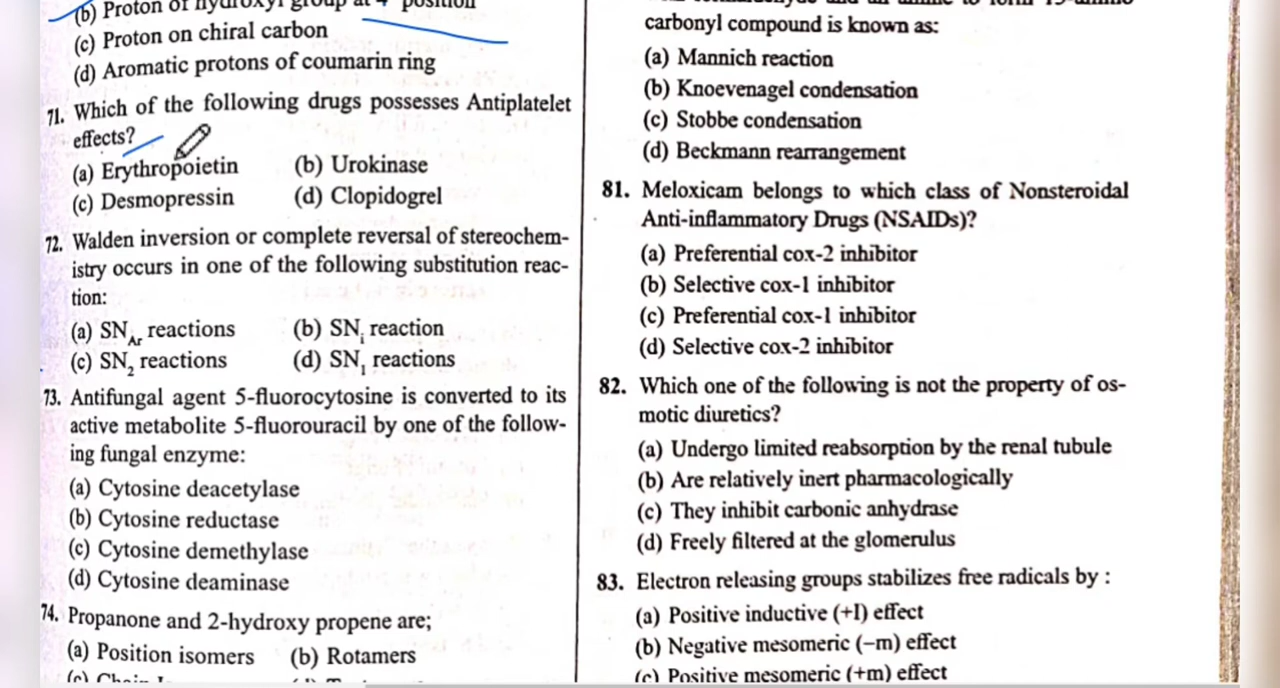 (b) Proton of hydroxyl group at 4 position
(c) Proton on chiral carbon
(d) Aromatic protons of coumarin ring
71. Which of the following drugs possesses Antiplatelet
effects?
(a) Erythropoietin (b) Urokinase
(c) Desmopressin (d) Clopidogrel
72. Walden inversion or complete reversal of stereochem-
istry occurs in one of the following substitution reac-
tion:
(a) SN Ar reactions (b) SNi reaction
(c) SN2 reactions (d) SN1 reactions
73. Antifungal agent 5-fluorocytosine is converted to its
active metabolite 5-fluorouracil by one of the follow-
ing fungal enzyme:
(a) Cytosine deacetylase
(b) Cytosine reductase
(c) Cytosine demethylase
(d) Cytosine deaminase
74. Propanone and 2-hydroxy propene are;
(a) Position isomers (b) Rotamers
carbonyl compound is known as:
(a) Mannich reaction
(b) Knoevenagel condensation
(c) Stobbe condensation
(d) Beckmann rearrangement
81. Meloxicam belongs to which class of Nonsteroidal
Anti-inflammatory Drugs (NSAIDs)?
(a) Preferential cox-2 inhibitor
(b) Selective cox-1 inhibitor
(c) Preferential cox-1 inhibitor
(d) Selective cox-2 inhibitor
82. Which one of the following is not the property of os-
motic diuretics?
(a) Undergo limited reabsorption by the renal tubule
(b) Are relatively inert pharmacologically
(c) They inhibit carbonic anhydrase
(d) Freely filtered at the glomerulus
83. Electron releasing groups stabilizes free radicals by :
(a) Positive inductive (+I) effect
(b) Negative mesomeric (−m) effect
(c) Positive mesomeric (+m) effect